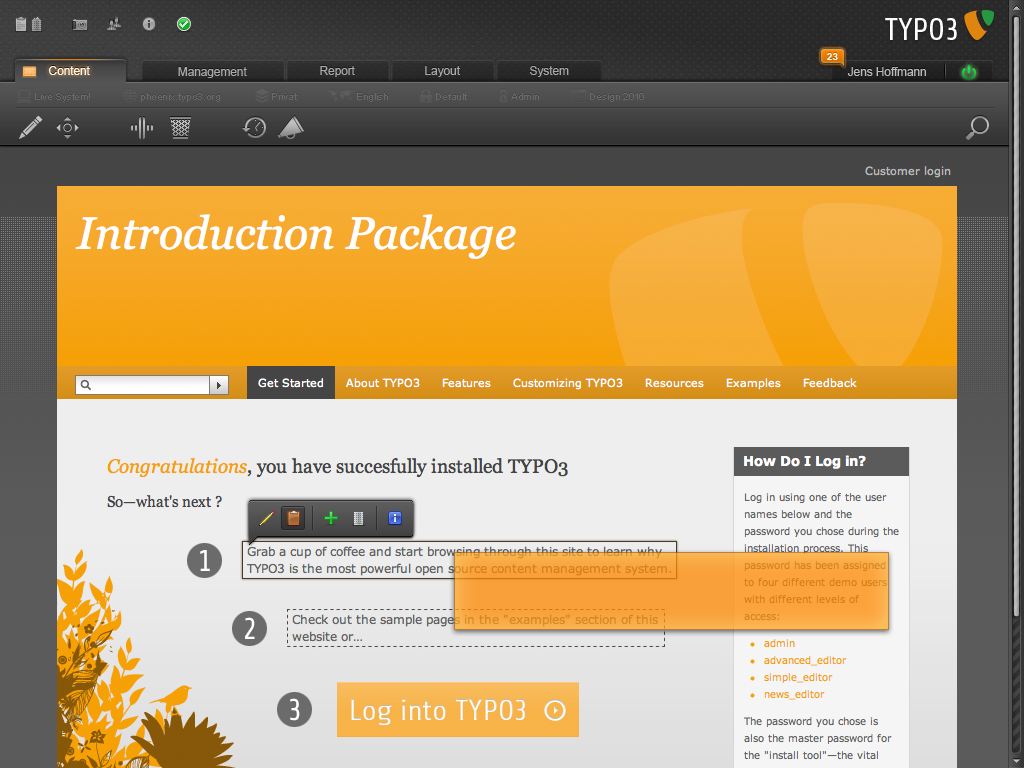 TYPO3
23
Content
Management
Report
Layout
System
Jens Hoffmann
Live System!
phoenix.typo3.org
Privat
English
Default
Admin
Design 2010
Customer login
Introduction Package
Get Started
About TYPO3
Features
Customizing TYPO3
Resources
Examples
Feedback
Congratulations, you have succesfully installed TYPO3
So—what's next ?
1
Grab a cup of coffee and start browsing through this site to learn why
TYPO3 is the most powerful open source content management system.
2
Check out the sample pages in the "examples" section of this
website or...
3
Log into TYPO3
How Do I Log in?
Log in using one of the user
names below and the
password you chose during the
installation process. This
password has been assigned
to four different demo users
with different levels of
access:
admin
advanced_editor
simple_editor
news_editor
The password you chose is
also the master password for
the "install tool"—the vital